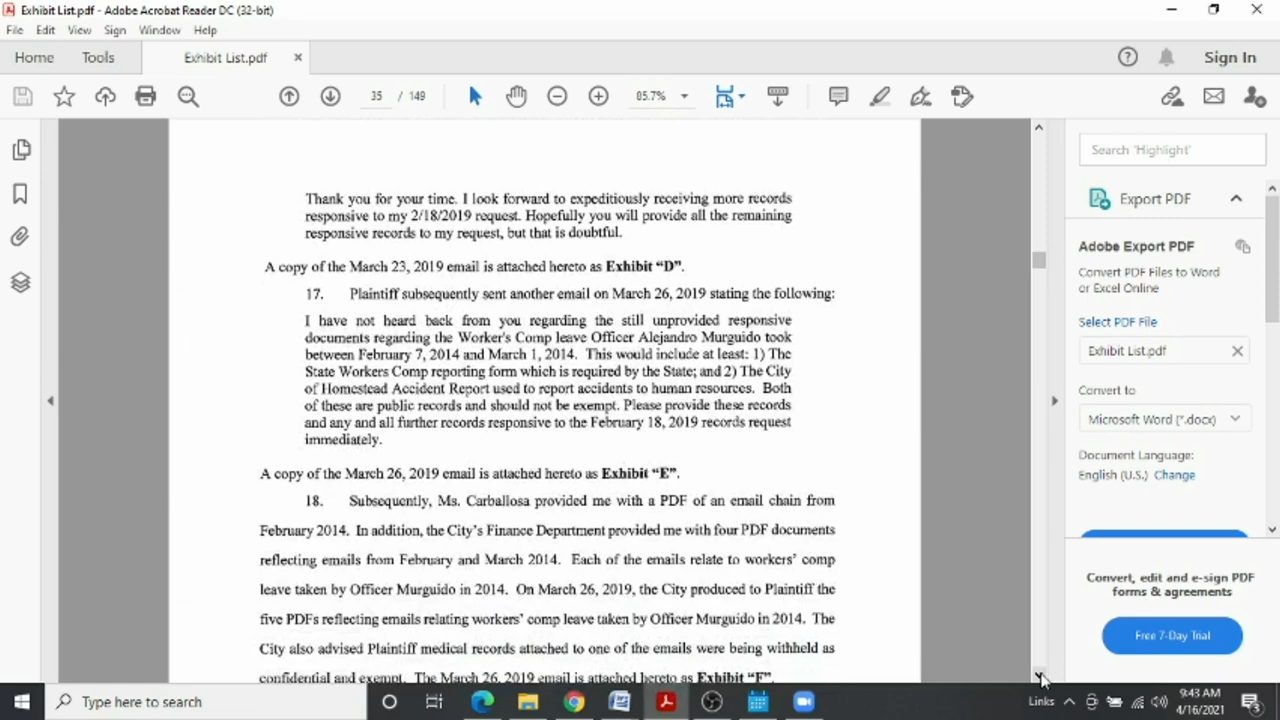 Exhibit List.pdf - Adobe Acrobat Reader DC (32-bit)
File Edit View Sign Window Help
Home Tools Exhibit List.pdf × Sign In
35 / 149 85.7%
Search 'Highlight'
Export PDF
Adobe Export PDF
Convert PDF Files to Word
or Excel Online
Select PDF File
Exhibit List.pdf
Convert to
Microsoft Word (*.docx)
Document Language:
English (U.S.) Change
Convert, edit and e-sign PDF
forms & agreements
Free 7-Day Trial
Thank you for your time. I look forward to expeditiously receiving more records
responsive to my 2/18/2019 request. Hopefully you will provide all the remaining
responsive records to my request, but that is doubtful.
A copy of the March 23, 2019 email is attached hereto as Exhibit “D”.
17. Plaintiff subsequently sent another email on March 26, 2019 stating the following:
I have not heard back from you regarding the still unprovided responsive
documents regarding the Worker's Comp leave Officer Alejandro Murguido took
between February 7, 2014 and March 1, 2014. This would include at least: 1) The
State Workers Comp reporting form which is required by the State; and 2) The City
of Homestead Accident Report used to report accidents to human resources. Both
of these are public records and should not be exempt. Please provide these records
and any and all further records responsive to the February 18, 2019 records request
immediately.
A copy of the March 26, 2019 email is attached hereto as Exhibit “E”.
18. Subsequently, Ms. Carballosa provided me with a PDF of an email chain from
February 2014. In addition, the City’s Finance Department provided me with four PDF documents
reflecting emails from February and March 2014. Each of the emails relate to workers’ comp
leave taken by Officer Murguido in 2014. On March 26, 2019, the City produced to Plaintiff the
five PDFs reflecting emails relating workers’ comp leave taken by Officer Murguido in 2014. The
City also advised Plaintiff medical records attached to one of the emails were being withheld as
confidential and exempt. The March 26, 2019 email is attached hereto as Exhibit “F”.
Type here to search
Links
9:43 AM
4/16/2021
3